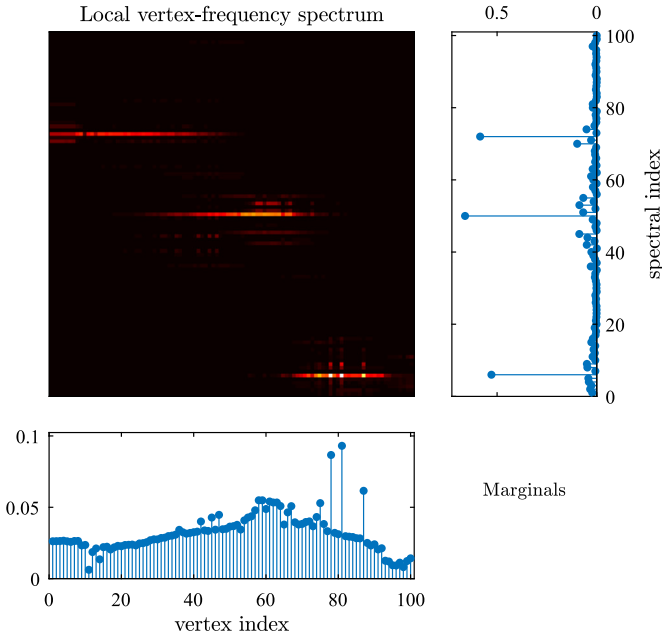 Local vertex-frequency spectrum
0.5 0
100
80
60
40
20
0
spectral index
0.1
0.05
0
0 20 40 60 80 100
vertex index
Marginals